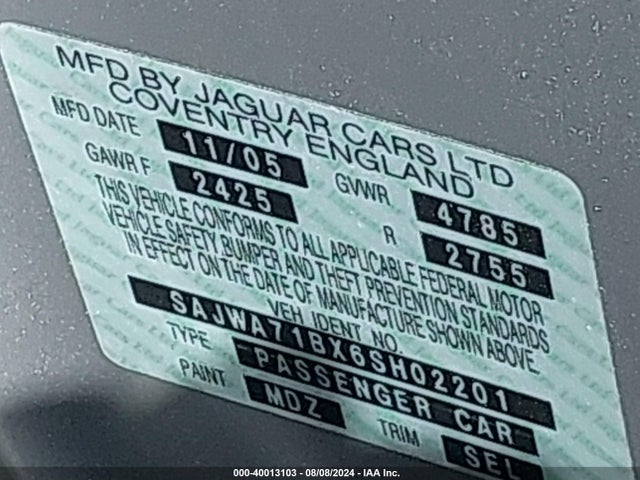 MFD BY JAGUAR CARS LTD
COVENTRY ENGLAND
MFD DATE 11/05 GVWR 4785
GAWR F 2425 R 2755
THIS VEHICLE CONFORMS TO ALL APPLICABLE FEDERAL MOTOR
VEHICLE SAFETY, BUMPER AND THEFT PREVENTION STANDARDS
IN EFFECT ON THE DATE OF MANUFACTURE SHOWN ABOVE.
VEH. IDENT NO.
SAJWA71BX6SH02201
TYPE PASSENGER CAR
PAINT MDZ TRIM SEL
000-40013103 - 08/08/2024 - IAA Inc.